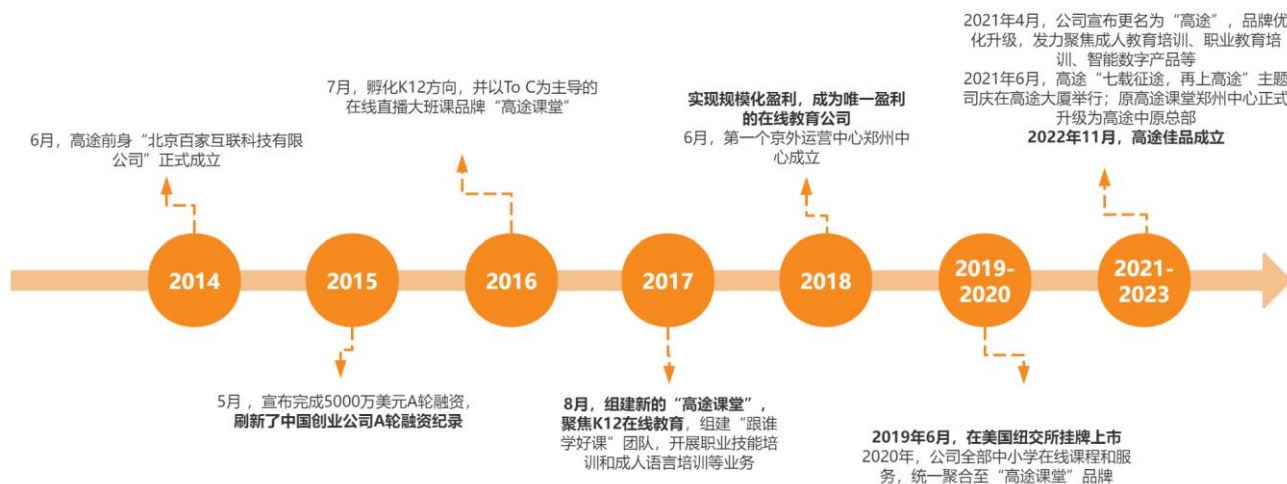 6月，高途前身“北京百家互联科技有限
公司”正式成立
2014
2015
5月，宣布完成5000万美元A轮融资，
刷新了中国创业公司A轮融资纪录
7月，孵化K12方向，并以To C为主导的
在线直播大班课品牌“高途课堂”
2016
2017
8月，组建新的“高途课堂”，
聚焦K12在线教育，组建“跟谁
学好课”团队，开展职业技能培
训和成人语言培训等业务
实现规模化盈利，成为唯一盈利
的在线教育公司
6月，第一个京外运营中心郑州中
心成立
2018
2019-
2020
2019年6月，在美国纽交所挂牌上市
2020年，公司全部中小学在线课程和服
务，统一聚合至“高途课堂”品牌
2021年4月，公司宣布更名为“高途”，品牌优
化升级，发力聚焦成人教育培训、职业教育培
训、智能数字产品等
2021年6月，高途“七载征途，再上高途”主题
司庆在高途大厦举行；原高途课堂郑州中心正式
升级为高途中原总部
2022年11月，高途佳品成立
2021-
2023